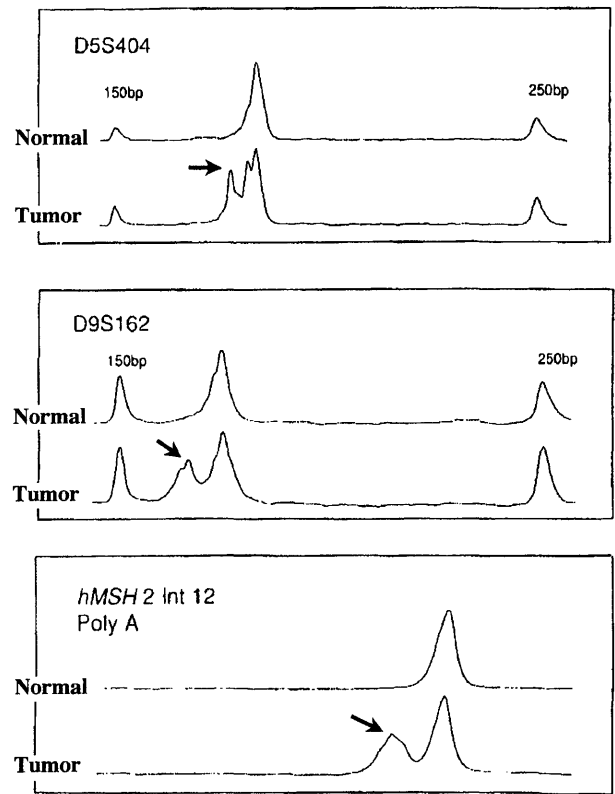 D5S404
150bp
250bp
Normal
Tumor
D9S162
150bp
250bp
Normal
Tumor
hMSH 2 Int 12
Poly A
Normal
Tumor